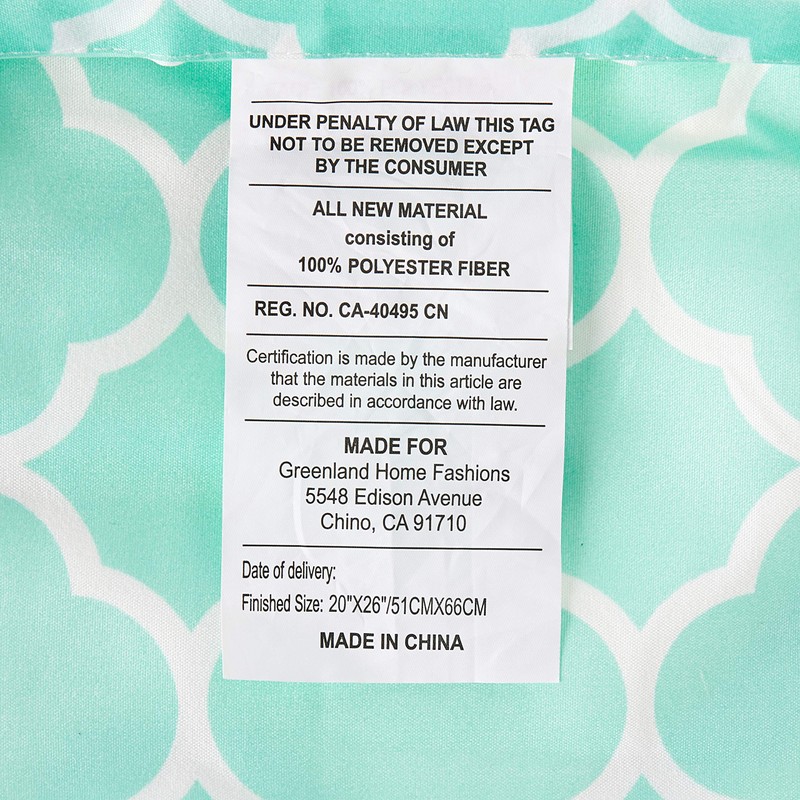 UNDER PENALTY OF LAW THIS TAG
NOT TO BE REMOVED EXCEPT
BY THE CONSUMER
ALL NEW MATERIAL
consisting of
100% POLYESTER FIBER
REG. NO. CA-40495 CN
Certification is made by the manufacturer
that the materials in this article are
described in accordance with law.
MADE FOR
Greenland Home Fashions
5548 Edison Avenue
Chino, CA 91710
Date of delivery:
Finished Size: 20"X26"/51CMX66CM
MADE IN CHINA